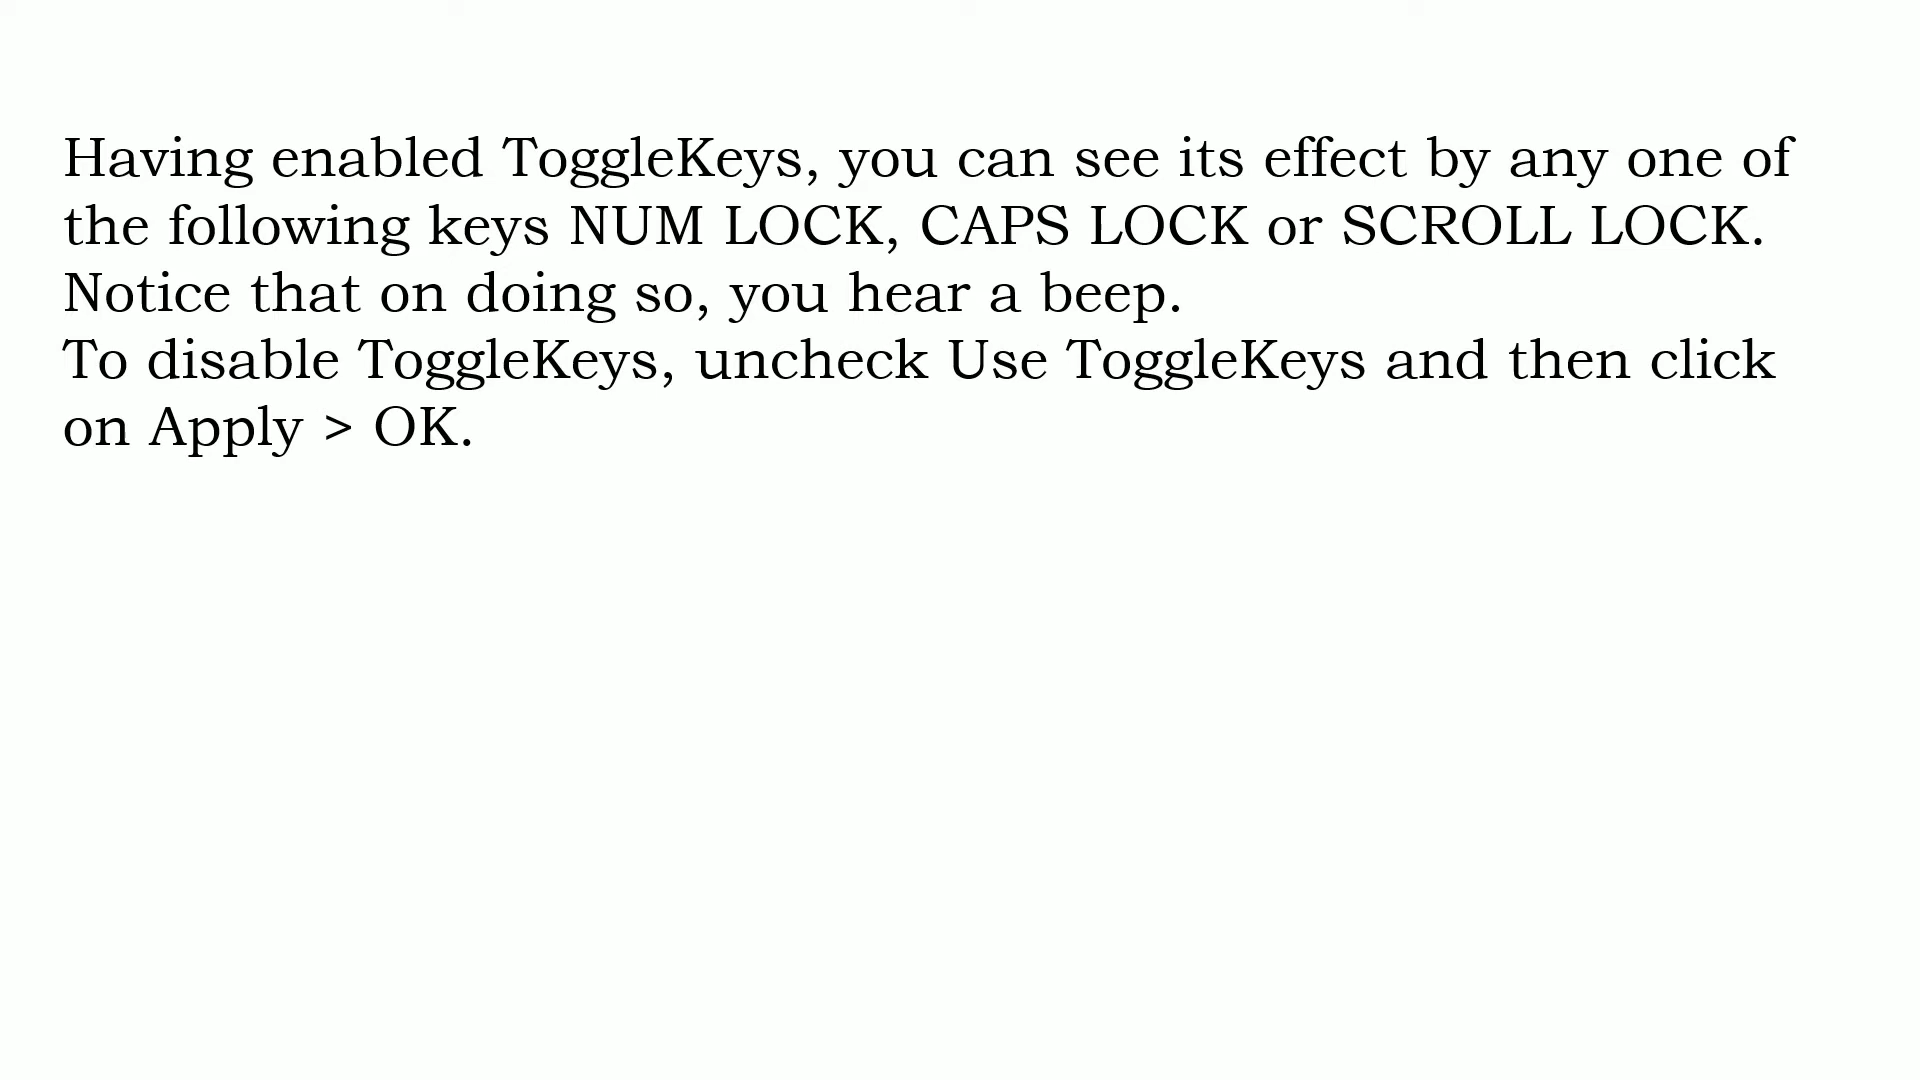 Having enabled ToggleKeys, you can see its effect by any one of
the following keys NUM LOCK, CAPS LOCK or SCROLL LOCK.
Notice that on doing so, you hear a beep.
To disable ToggleKeys, uncheck Use ToggleKeys and then click
on Apply > OK.